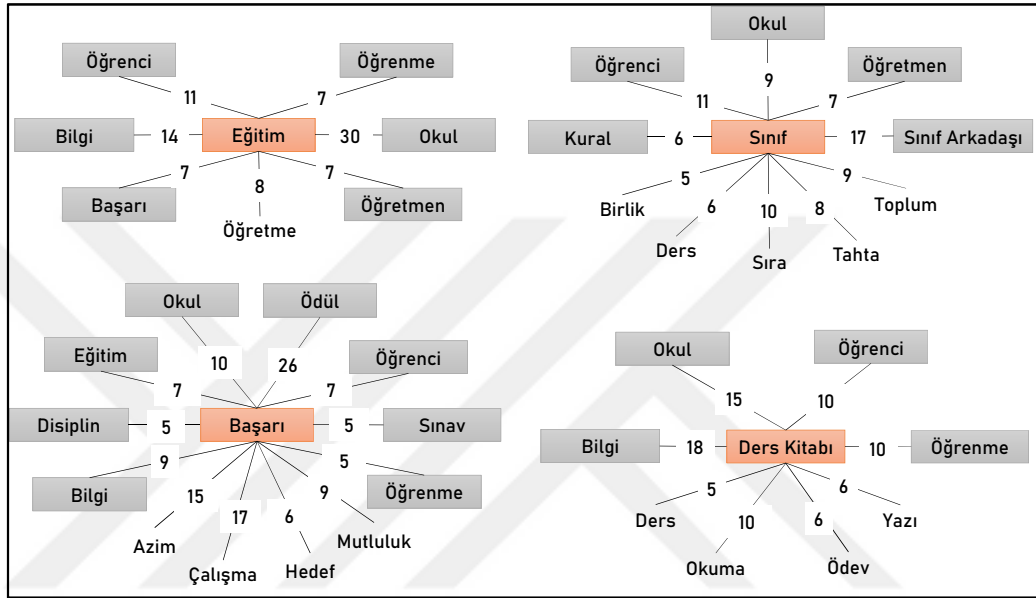 Öğrenci
Öğrenme
11
7
Bilgi
14
Eğitim
30
Okul
7
8
7
Başarı
Öğretmen
Öğretme
Okul
Öğrenci
9
Öğretmen
11
7
Kural
6
Sınıf
17
Sınıf Arkadaşı
5
9
Birlik
6
10
8
Toplum
Ders
Sıra
Tahta
Okul
Ödül
Eğitim
10
26
Öğrenci
7
7
Disiplin
5
Başarı
5
Sınav
9
5
Bilgi
15
9
Öğrenme
17
6
Azim
Mutluluk
Çalışma
Hedef
Okul
Öğrenci
15
10
Bilgi
18
Ders Kitabı
10
Öğrenme
5
6
Ders
10
6
Yazı
Okuma
Ödev